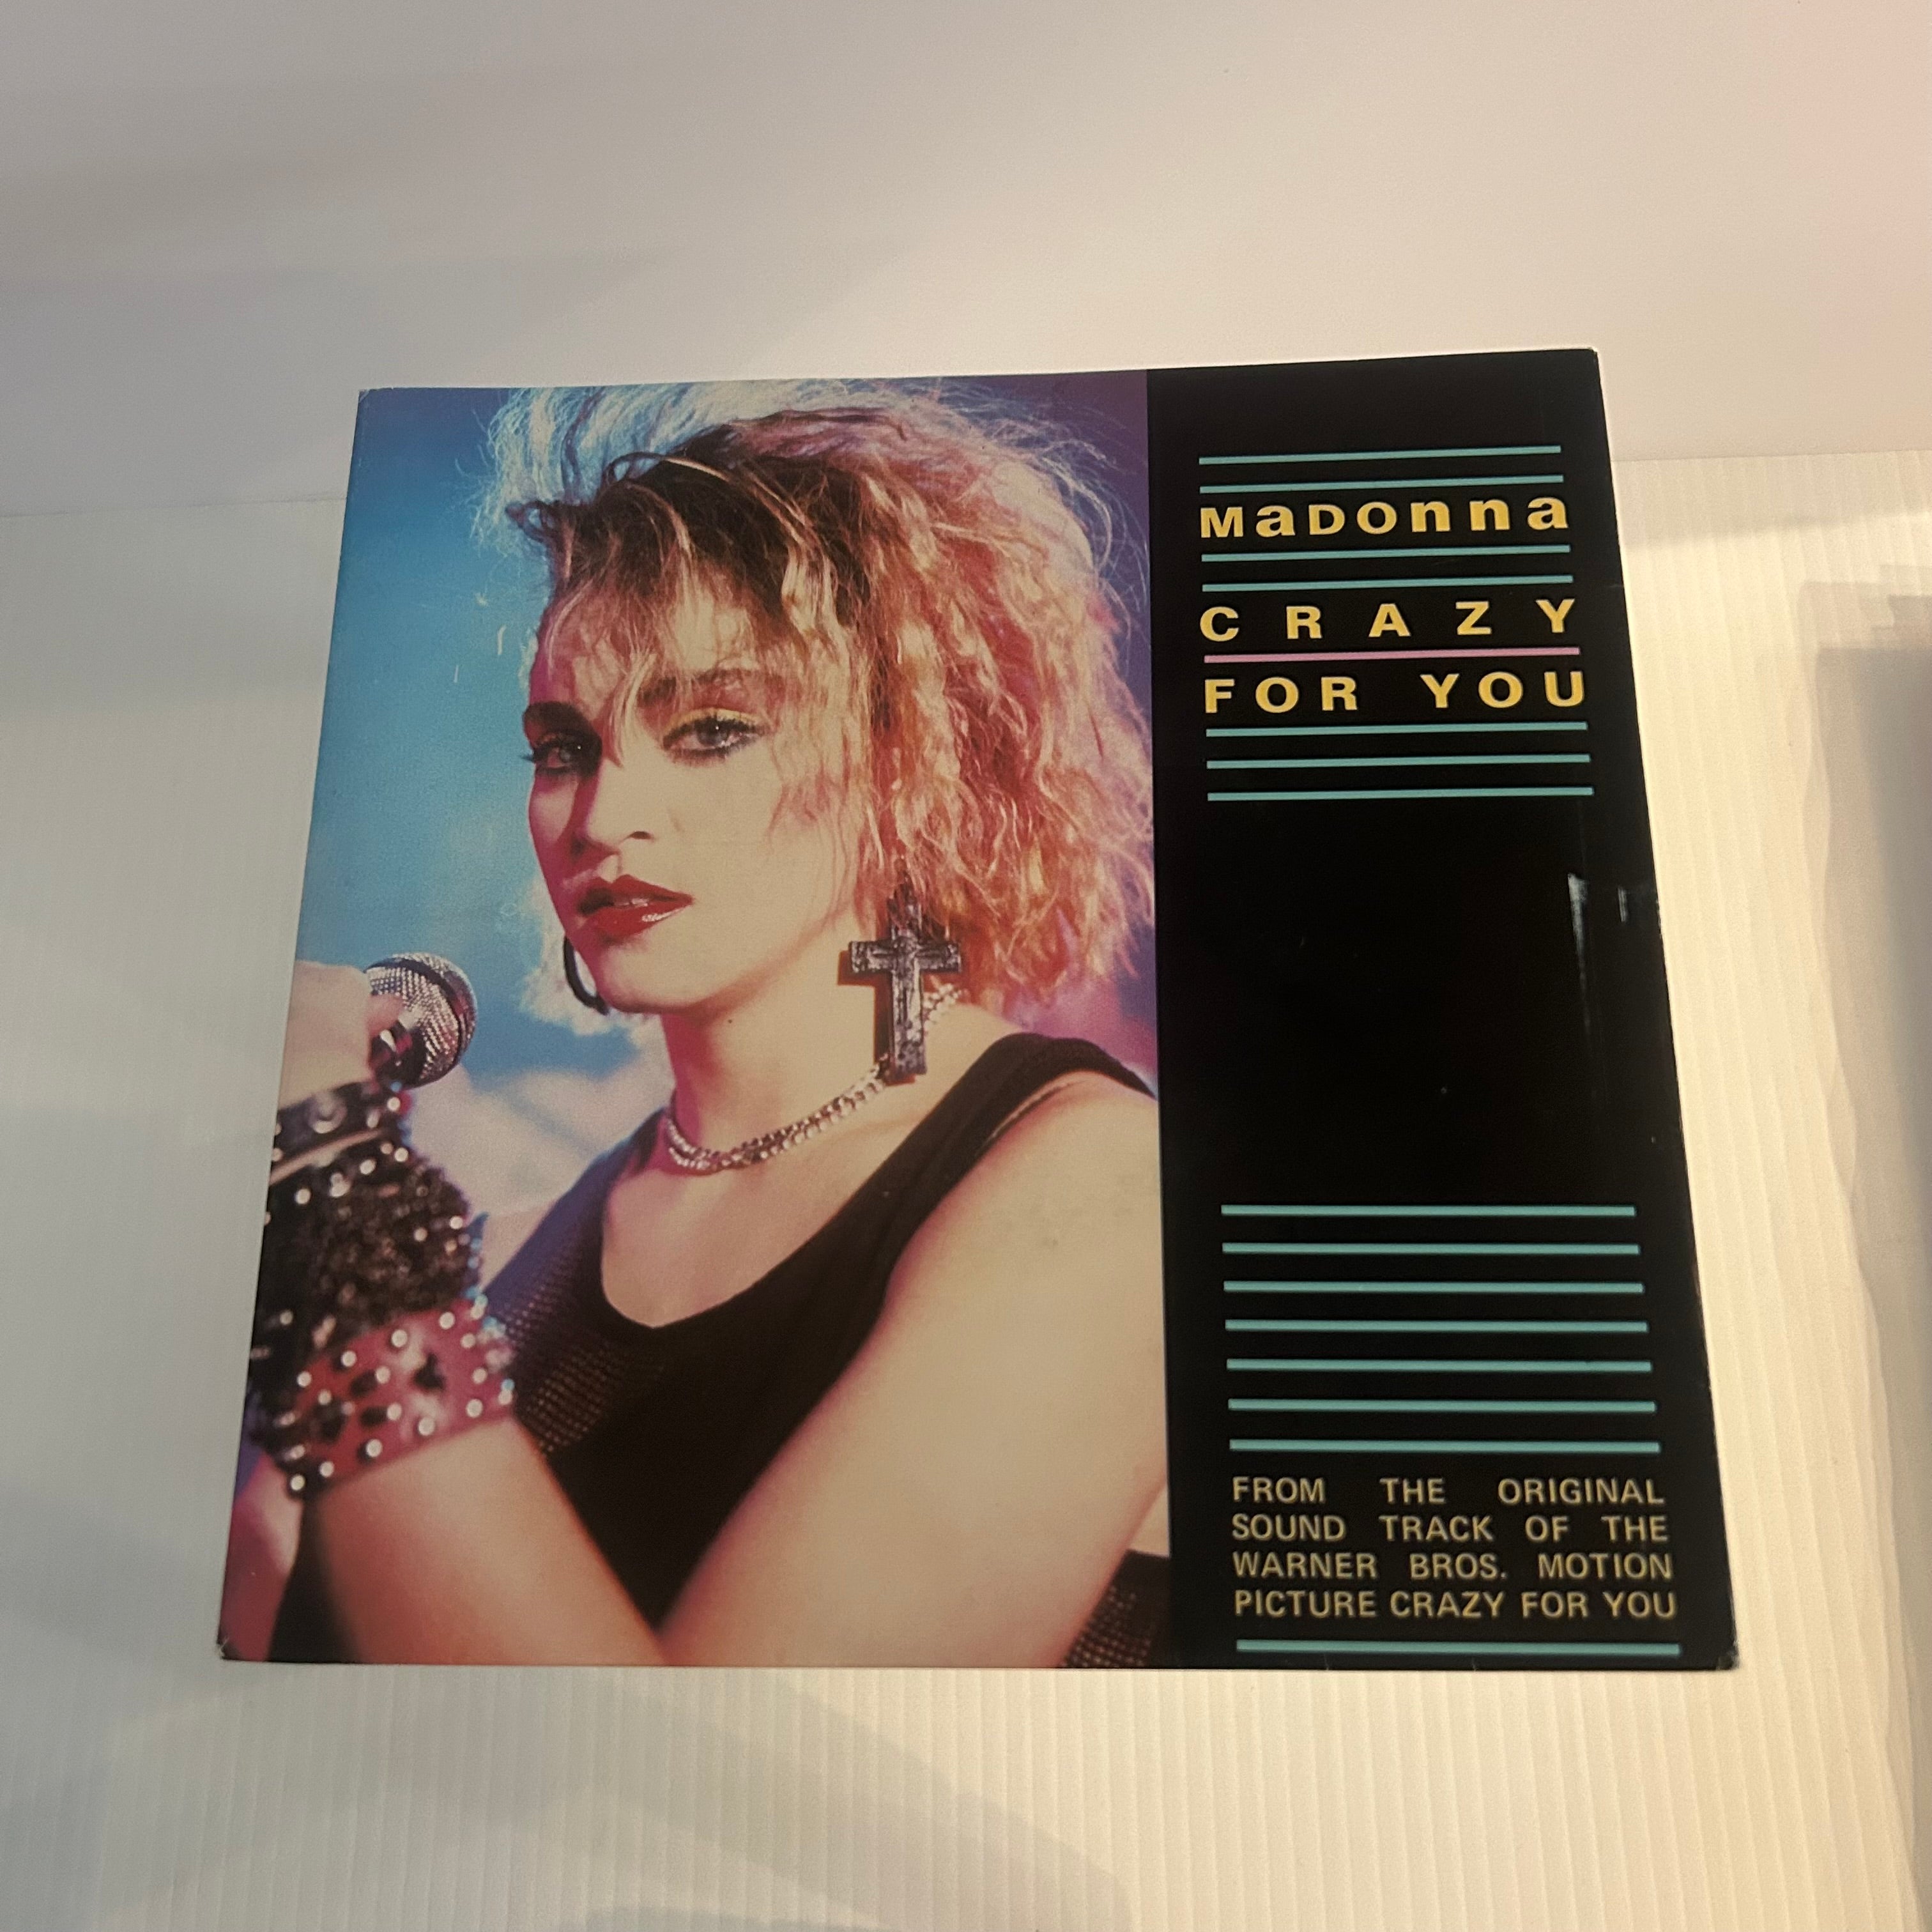 MaDOnna
CRAZY
FOR YOU
FROM THE ORIGINAL
SOUND TRACK OF THE
WARNER BROS. MOTION
PICTURE CRAZY FOR YOU